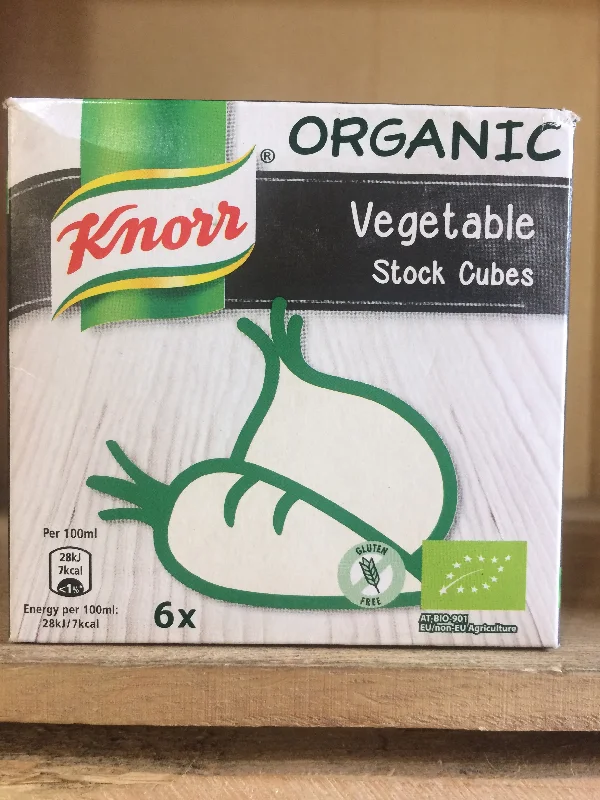 ORGANIC
Knorr®
Vegetable
Stock Cubes
Per 100ml
28kJ
7kcal
<1%*
Energy per 100ml:
28kJ/7kcal
6x
GLUTEN
FREE
AT-BIO-901
EU/non-EU Agriculture